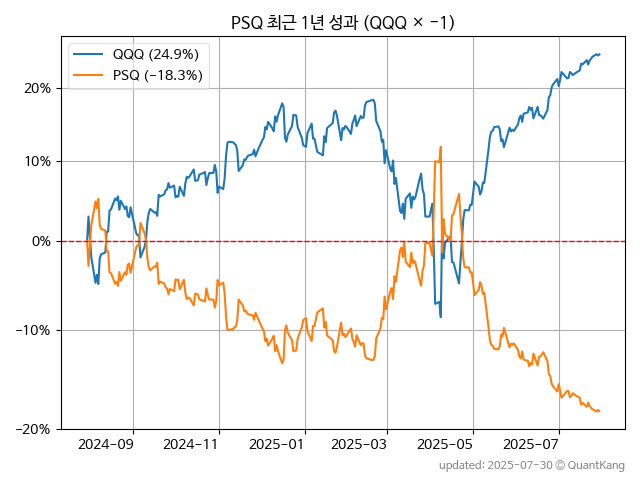 PSQ 최근 1년 성과 (QQQ × -1)
QQQ (24.9%)
PSQ (-18.3%)
20%
10%
0%
-10%
-20%
2024-09 2024-11 2025-01 2025-03 2025-05 2025-07
updated: 2025-07-30 © QuantKang